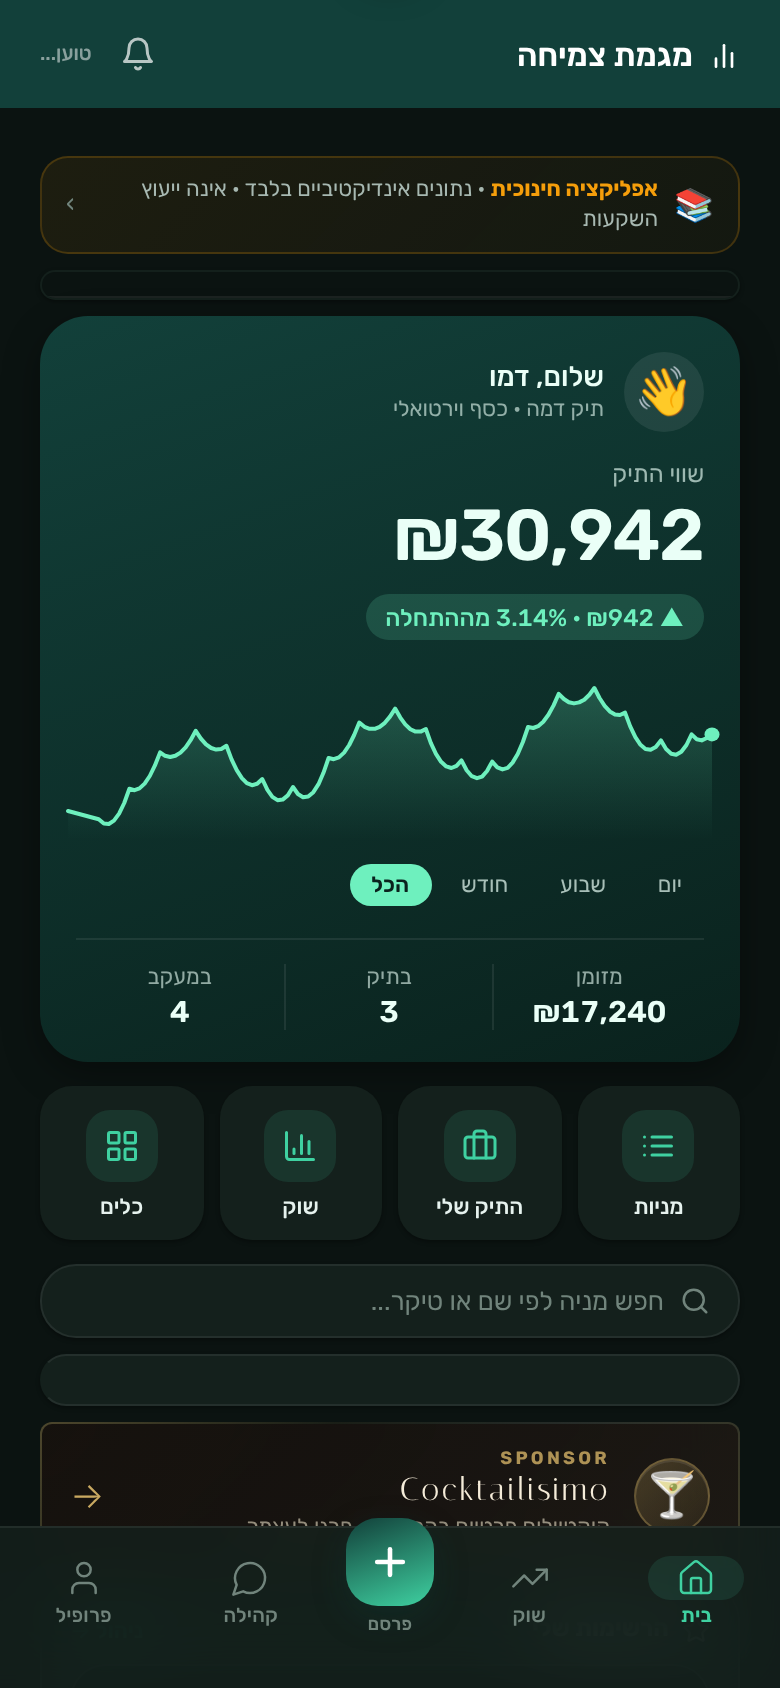 מגמת צמיחה
טוען...
אפליקציה חינוכית • נתונים אינדיקטיביים בלבד • אינה ייעוץ
השקעות
שלום, דמו
תיק דמה • כסף וירטואלי
שווי התיק
₪30,942
▲ ₪942 • 3.14% מההתחלה
יום
שבוע
חודש
הכל
מזומן
₪17,240
בתיק
3
במעקב
4
מניות
התיק שלי
שוק
כלים
חפש מניה לפי שם או טיקר...
SPONSOR
Cocktailisimo
בית
שוק
פרסם
קהילה
פרופיל